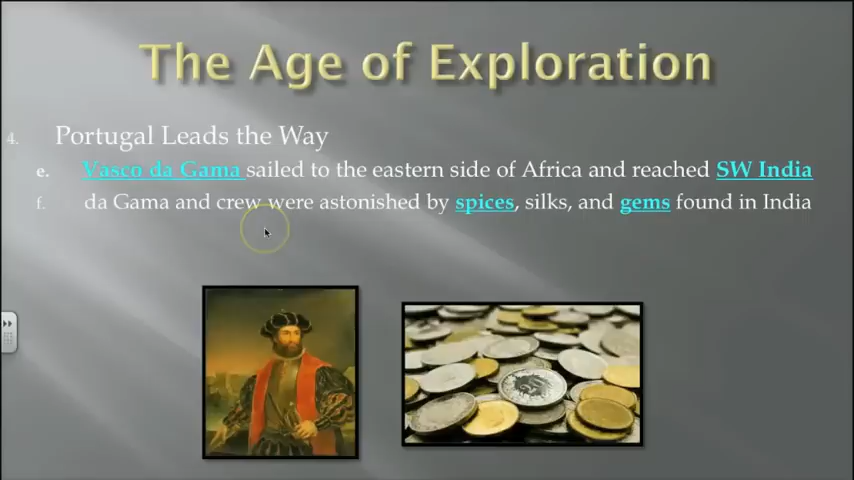 The Age of Exploration
4. Portugal Leads the Way
e. Vasco da Gama sailed to the eastern side of Africa and reached SW India
f. da Gama and crew were astonished by spices, silks, and gems found in India
20